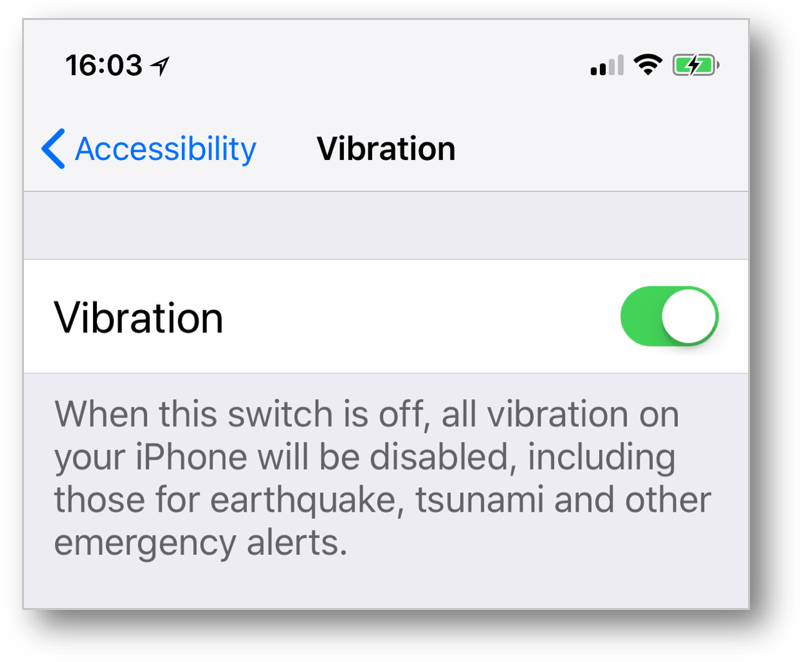 16:03
Accessibility Vibration
Vibration
When this switch is off, all vibration on
your iPhone will be disabled, including
those for earthquake, tsunami and other
emergency alerts.